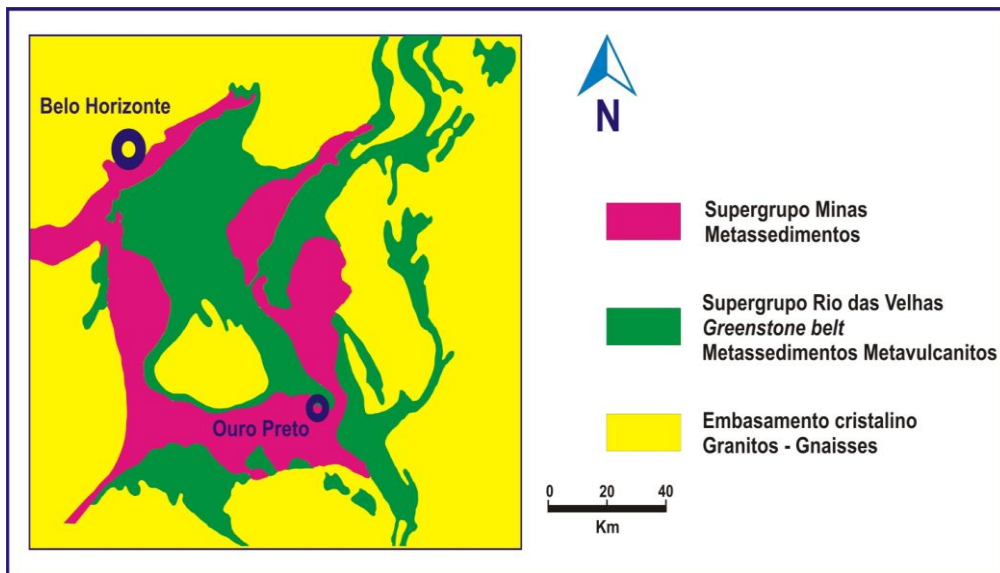 Belo Horizonte
Ouro Preto
N
Supergrupo Minas
Metassedimentos
Supergrupo Rio das Velhas
Greenstone belt
Metassedimentos Metavulcanitos
Embasamento cristalino
Granitos - Gnaisses
0 20 40
Km